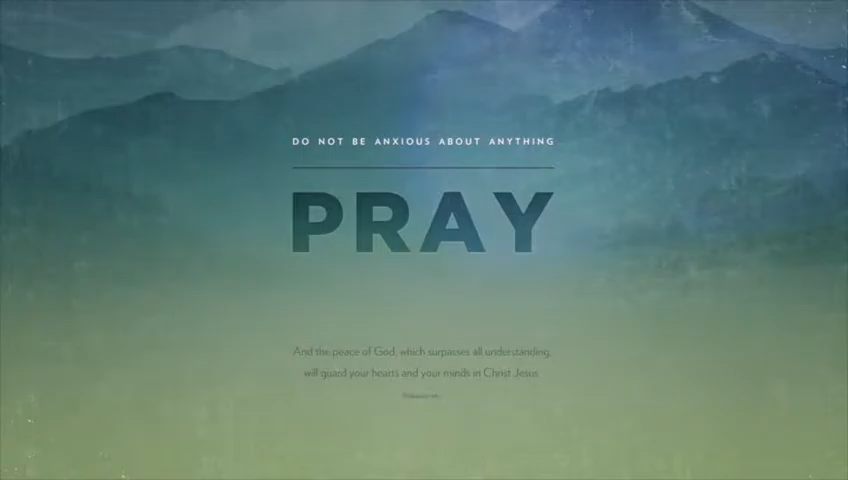 DO NOT BE ANXIOUS ABOUT ANYTHING
PRAY
And the peace of God, which surpasses all understanding,
will guard your hearts and your minds in Christ Jesus.